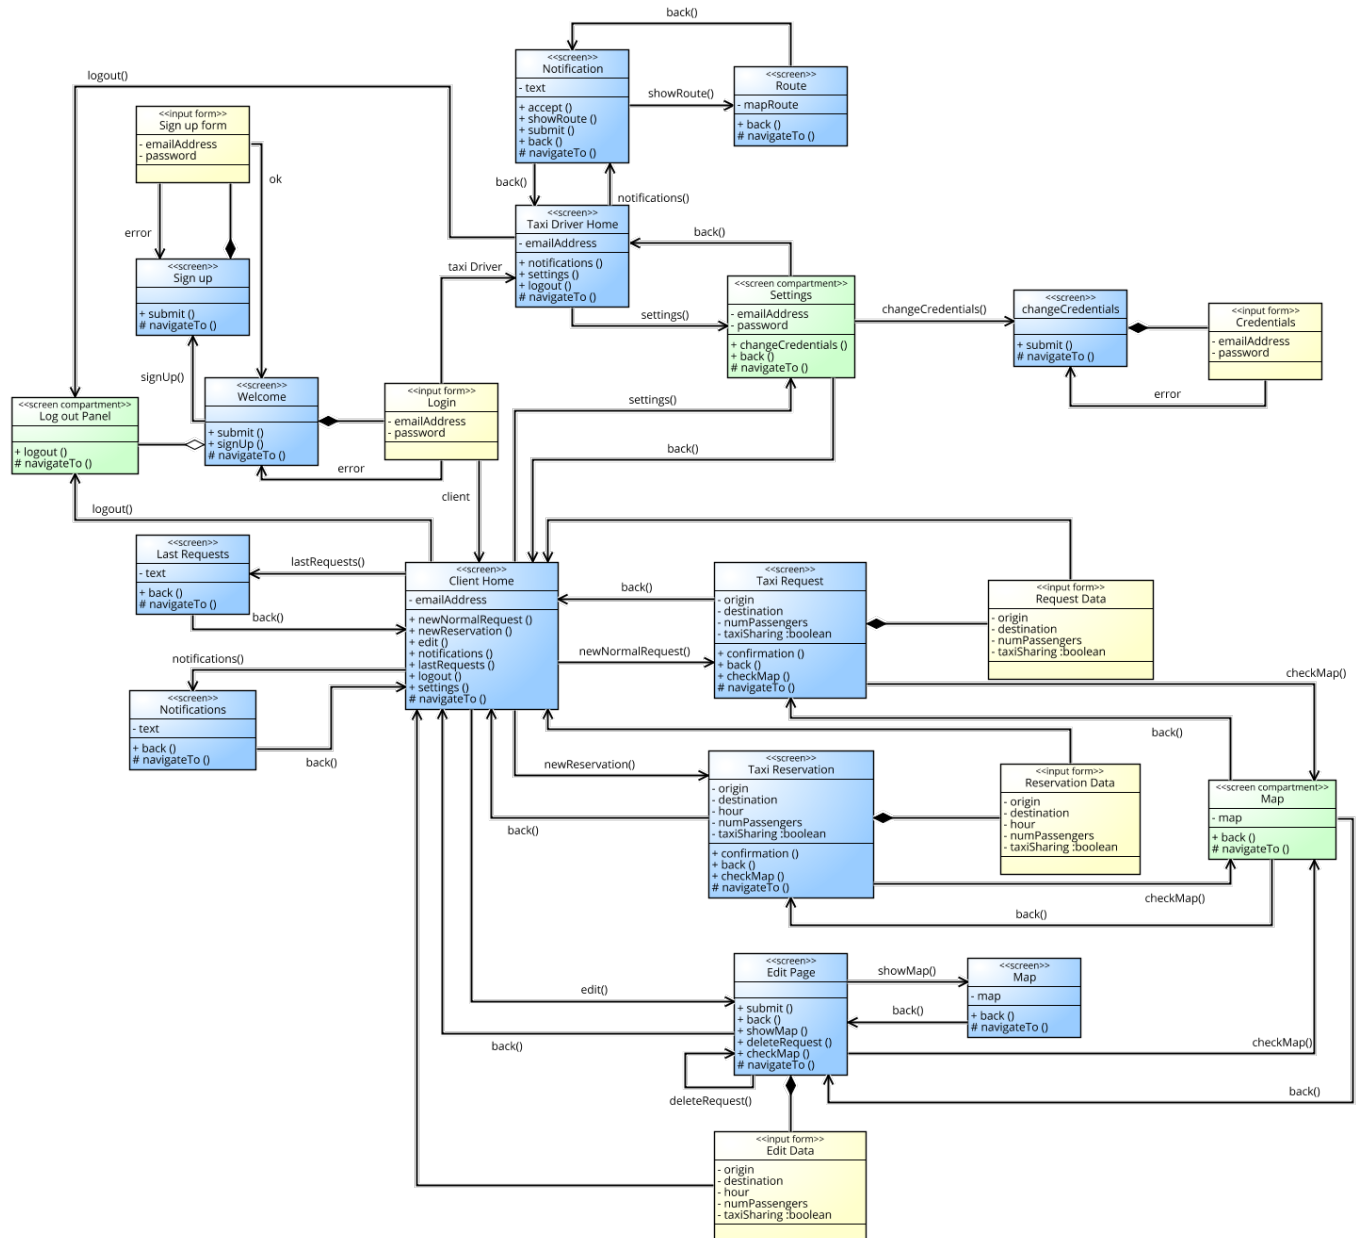 back()
<<screen>>
Notification
- text
+ accept ()
+ showRoute ()
+ submit ()
+ back ()
# navigateTo ()
showRoute()
<<screen>>
Route
- mapRoute
+ back ()
# navigateTo ()
logout()
<<input form>>
Sign up form
- emailAddress
- password
ok
error
back()
notifications()
<<screen>>
Taxi Driver Home
- emailAddress
+ notifications ()
+ settings ()
+ logout ()
# navigateTo ()
back()
taxi Driver
settings()
<<screen>>
Sign up
+ submit ()
# navigateTo ()
<<screen compartment>>
Settings
- emailAddress
- password
+ changeCredentials ()
+ back ()
# navigateTo ()
changeCredentials()
<<screen>>
changeCredentials
+ submit ()
# navigateTo ()
<<input form>>
Credentials
- emailAddress
- password
error
signUp()
<<screen>>
Welcome
+ submit ()
+ signUp ()
# navigateTo ()
<<input form>>
Login
- emailAddress
- password
<<screen compartment>>
Log out Panel
+ logout ()
# navigateTo ()
error
client
settings()
back()
logout()
<<screen>>
Last Requests
- text
+ back ()
# navigateTo ()
lastRequests()
back()
<<screen>>
Client Home
- emailAddress
+ newNormalRequest ()
+ newReservation ()
+ edit ()
+ notifications ()
+ lastRequests ()
+ logout ()
+ settings ()
# navigateTo ()
back()
newNormalRequest()
<<screen>>
Taxi Request
- origin
- destination
- numPassengers
- taxiSharing :boolean
+ confirmation ()
+ back ()
+ checkMap ()
# navigateTo ()
<<input form>>
Request Data
- origin
- destination
- numPassengers
- taxiSharing :boolean
checkMap()
notifications()
<<screen>>
Notifications
- text
+ back ()
# navigateTo ()
back()
back()
newReservation()
back()
<<screen>>
Taxi Reservation
- origin
- destination
- hour
- numPassengers
- taxiSharing :boolean
+ confirmation ()
+ back ()
+ checkMap ()
# navigateTo ()
<<input form>>
Reservation Data
- origin
- destination
- hour
- numPassengers
- taxiSharing :boolean
<<screen compartment>>
Map
- map
+ back ()
# navigateTo ()
checkMap()
back()
<<screen>>
Edit Page
+ submit ()
+ back ()
+ showMap ()
+ deleteRequest ()
+ checkMap ()
# navigateTo ()
showMap()
back()
<<screen>>
Map
- map
+ back ()
# navigateTo ()
edit()
back()
checkMap()
deleteRequest()
back()
<<input form>>
Edit Data
- origin
- destination
- hour
- numPassengers
- taxiSharing :boolean